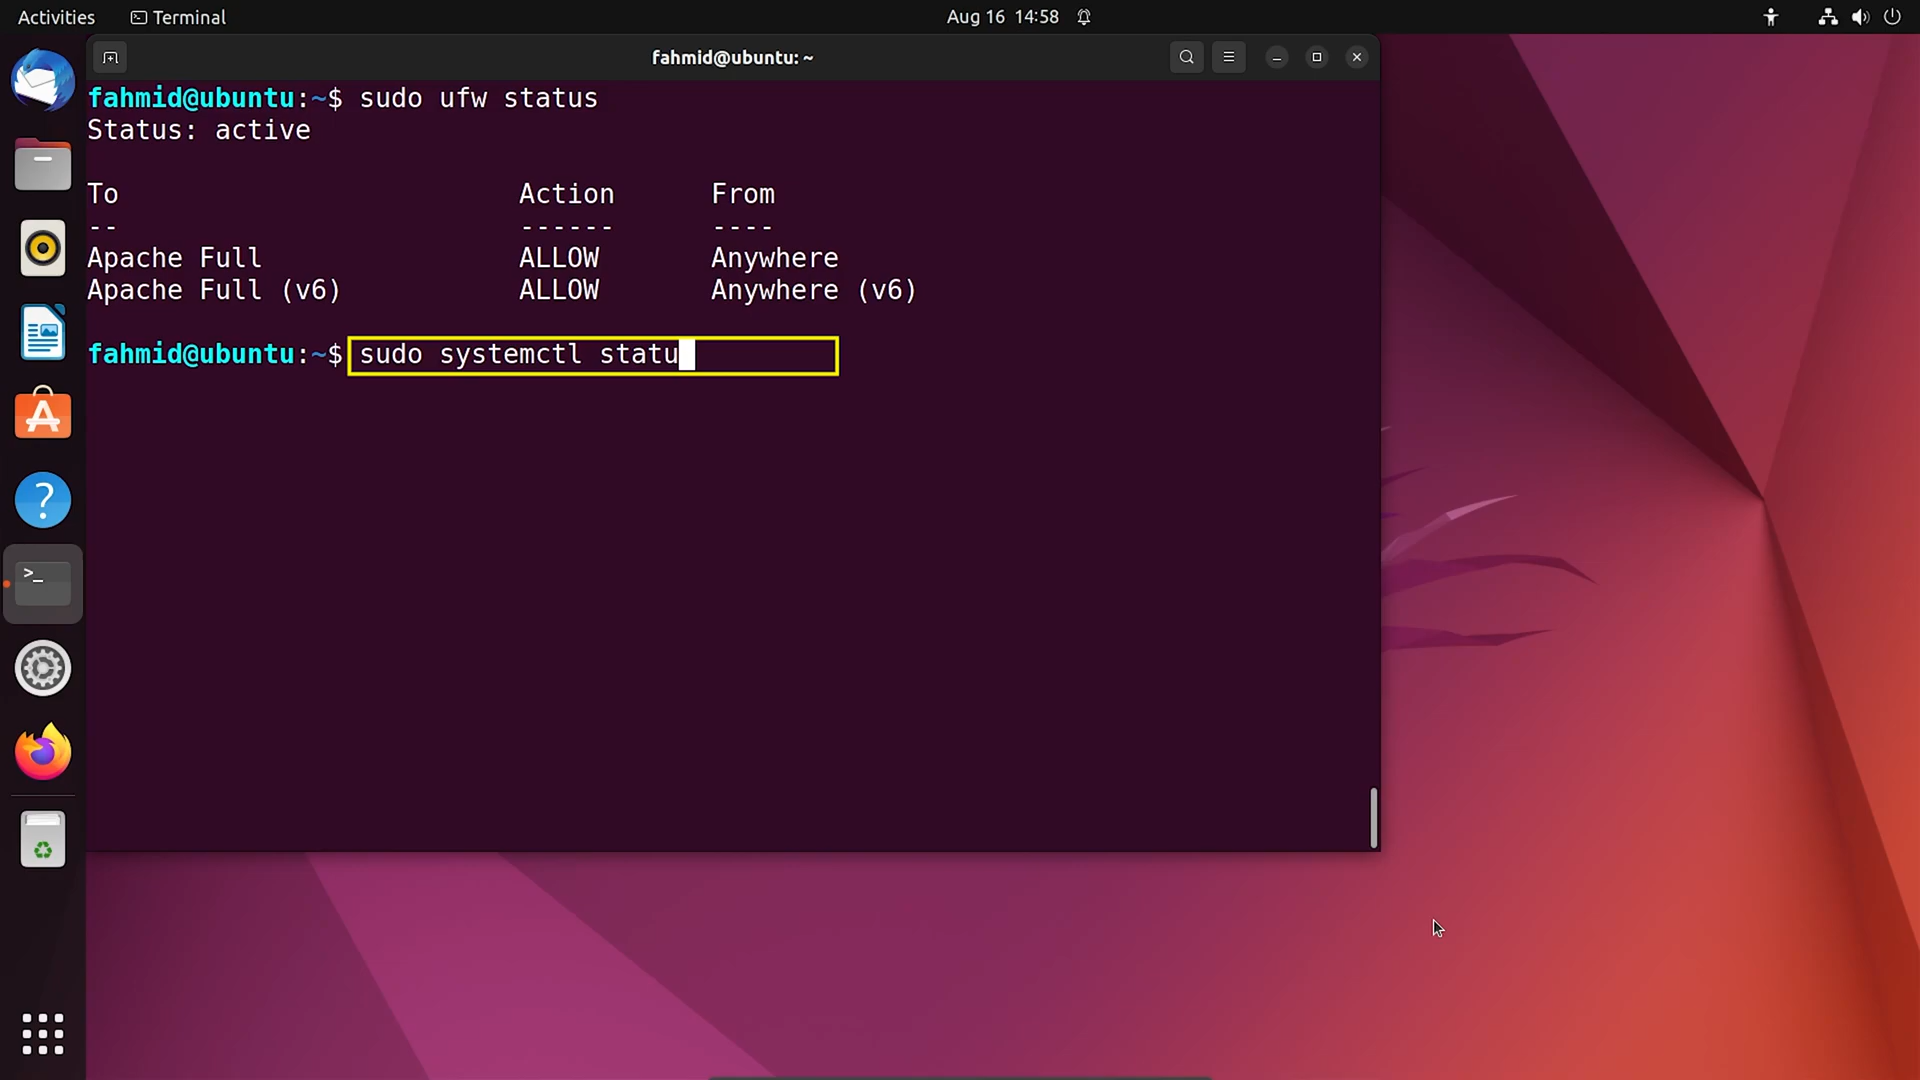 Activities Terminal Aug 16 14:58
fahmid@ubuntu: ~
fahmid@ubuntu:~$ sudo ufw status
Status: active
To Action From
-- ------ ----
Apache Full ALLOW Anywhere
Apache Full (v6) ALLOW Anywhere (v6)
fahmid@ubuntu:~$ sudo systemctl statu